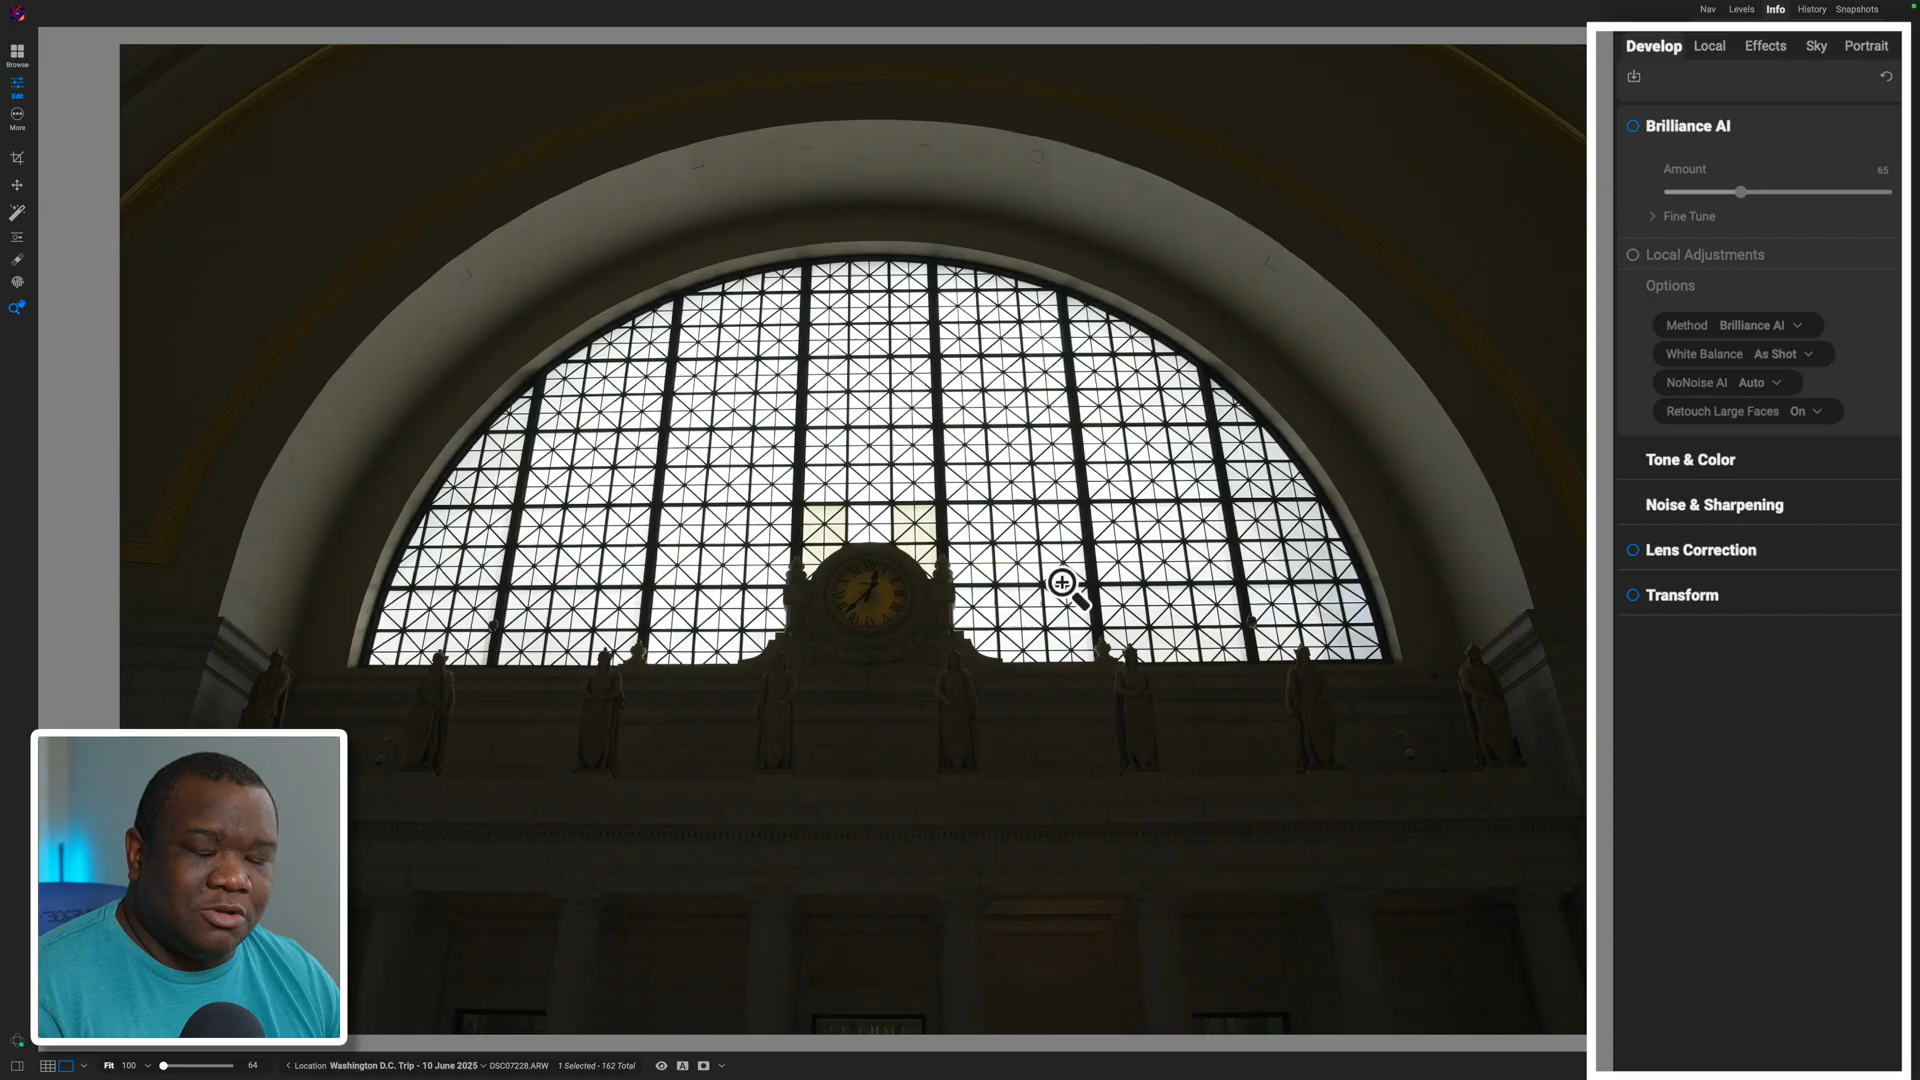 Nav Levels Info History Snapshots
Browse
Edit
More
Develop Local Effects Sky Portrait
Brilliance AI
Amount 65
Fine Tune
Local Adjustments
Options
Method Brilliance AI
White Balance As Shot
NoNoise AI Auto
Retouch Large Faces On
Tone & Color
Noise & Sharpening
Lens Correction
Transform
Fit 100 64 Location Washington D.C. Trip - 10 June 2025 DSC07228.ARW 1 Selected - 162 Total A